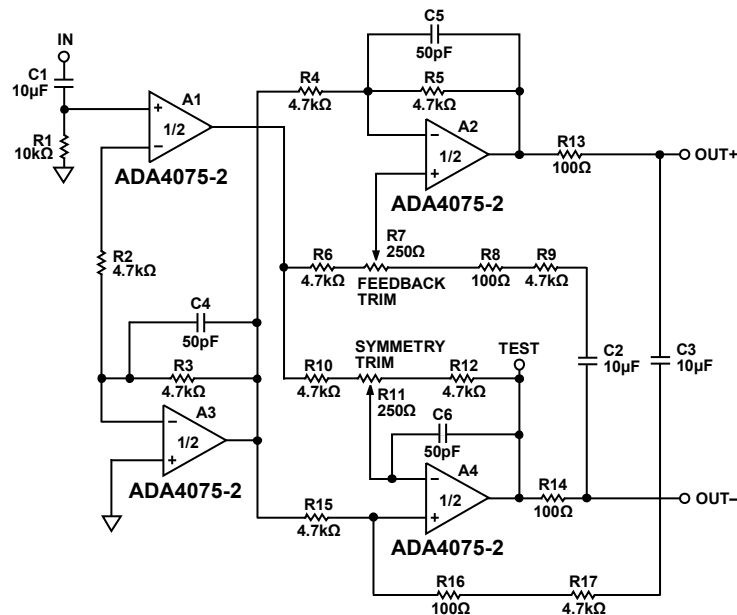 IN
C1
10µF
R1
10kΩ
+
–
A1
1/2
ADA4075-2
R2
4.7kΩ
C4
50pF
R3
4.7kΩ
–
+
A3
1/2
ADA4075-2
R4
4.7kΩ
C5
50pF
R5
4.7kΩ
–
+
A2
1/2
ADA4075-2
R13
100Ω
OUT+
R6
4.7kΩ
R7
250Ω
FEEDBACK
TRIM
R8
100Ω
R9
4.7kΩ
C2
10µF
C3
10µF
SYMMETRY
TRIM
R10
4.7kΩ
R11
250Ω
R12
4.7kΩ
TEST
C6
50pF
–
+
A4
1/2
ADA4075-2
R14
100Ω
OUT–
R15
4.7kΩ
R16
100Ω
R17
4.7kΩ